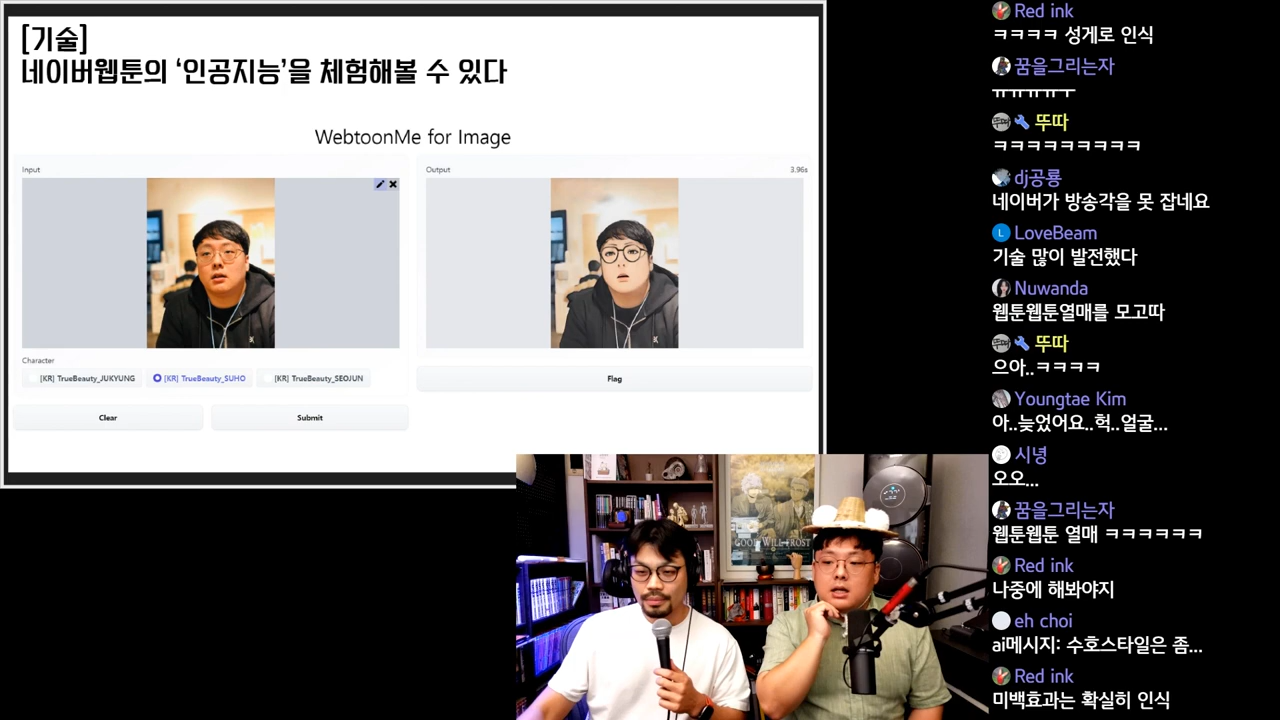 [기술]
네이버웹툰의 ‘인공지능’을 체험해볼 수 있다
WebtoonMe for Image
Input
Output
3.96s
Character
[KR] TrueBeauty_JUKYUNG
[KR] TrueBeauty_SUHO
[KR] TrueBeauty_SEOJUN
Flag
Clear
Submit
GOOD WILL FROST
Red ink
ㅋㅋㅋㅋ 성게로 인식
꿈을그리는자
ㅠㅠㅠㅠㅜ
뚜따
ㅋㅋㅋㅋㅋㅋㅋㅋㅋ
dj공룡
네이버가 방송각을 못 잡네요
L LoveBeam
기술 많이 발전했다
Nuwanda
웹툰웹툰열매를 모고따
뚜따
으아..ㅋㅋㅋㅋ
Youngtae Kim
아..늦었어요..헉..얼굴...
시녕
오오...
꿈을그리는자
웹툰웹툰 열매 ㅋㅋㅋㅋㅋㅋ
Red ink
나중에 해봐야지
eh choi
ai메시지: 수호스타일은 좀...
Red ink
미백효과는 확실히 인식